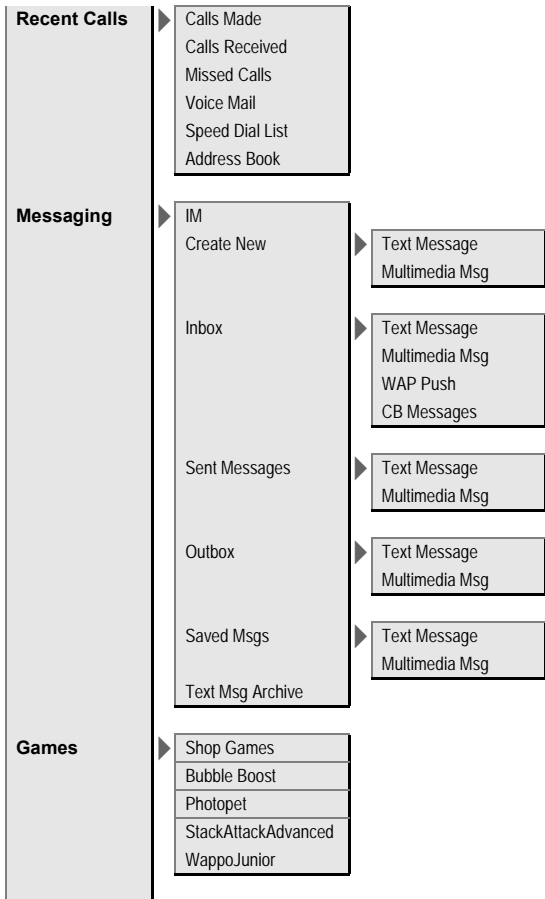 Recent Calls
Calls Made
Calls Received
Missed Calls
Voice Mail
Speed Dial List
Address Book
Messaging
IM
Create New
Text Message
Multimedia Msg
Inbox
Text Message
Multimedia Msg
WAP Push
CB Messages
Sent Messages
Text Message
Multimedia Msg
Outbox
Text Message
Multimedia Msg
Saved Msgs
Text Message
Multimedia Msg
Text Msg Archive
Games
Shop Games
Bubble Boost
Photopet
StackAttackAdvanced
WappoJunior